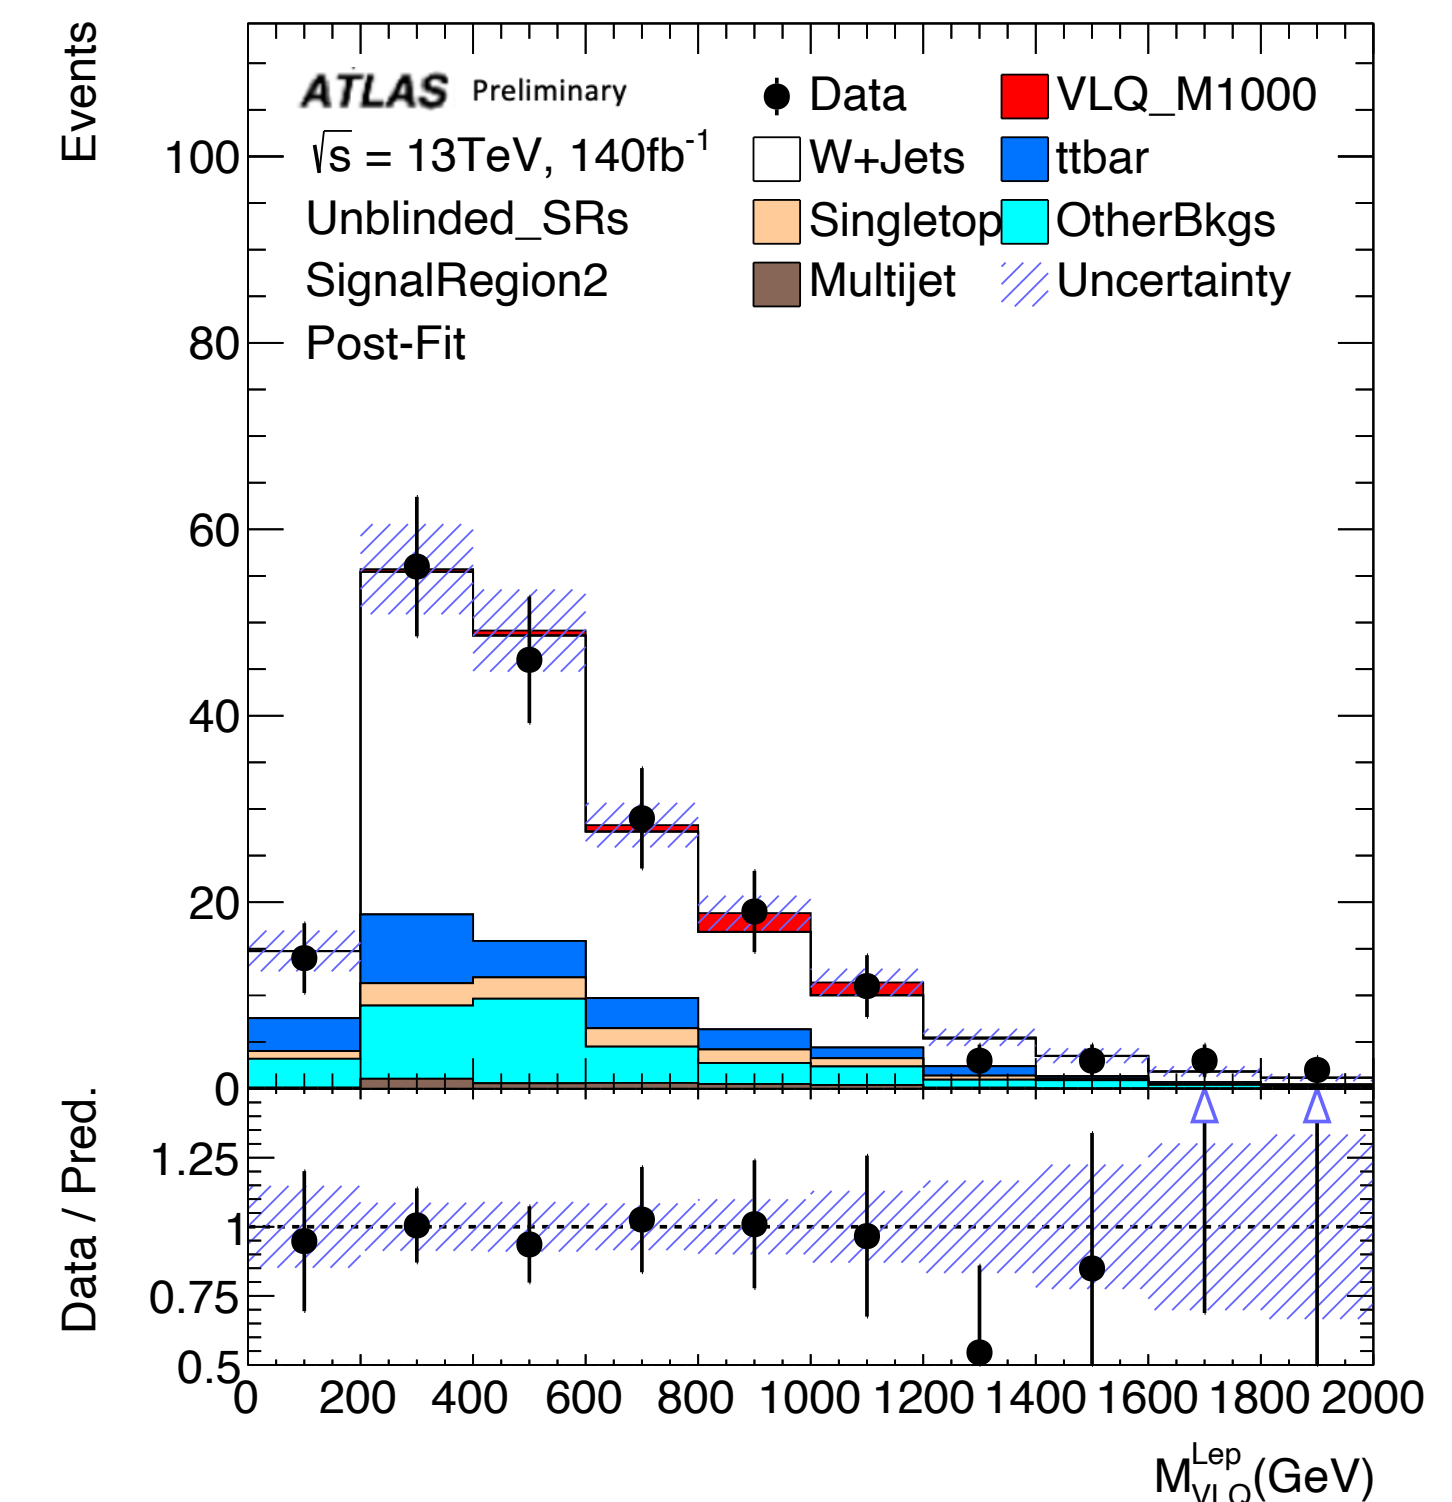 Events
ATLAS Preliminary
√s = 13TeV, 140fb-1
Unblinded_SRs
SignalRegion2
Post-Fit
Data
VLQ_M1000
W+Jets
ttbar
Singletop
OtherBkgs
Multijet
Uncertainty
100
80
60
40
20
0
Data / Pred.
1.25
1
0.75
0.5
0 200 400 600 800 1000 1200 1400 1600 1800 2000
M Lep VLQ (GeV)